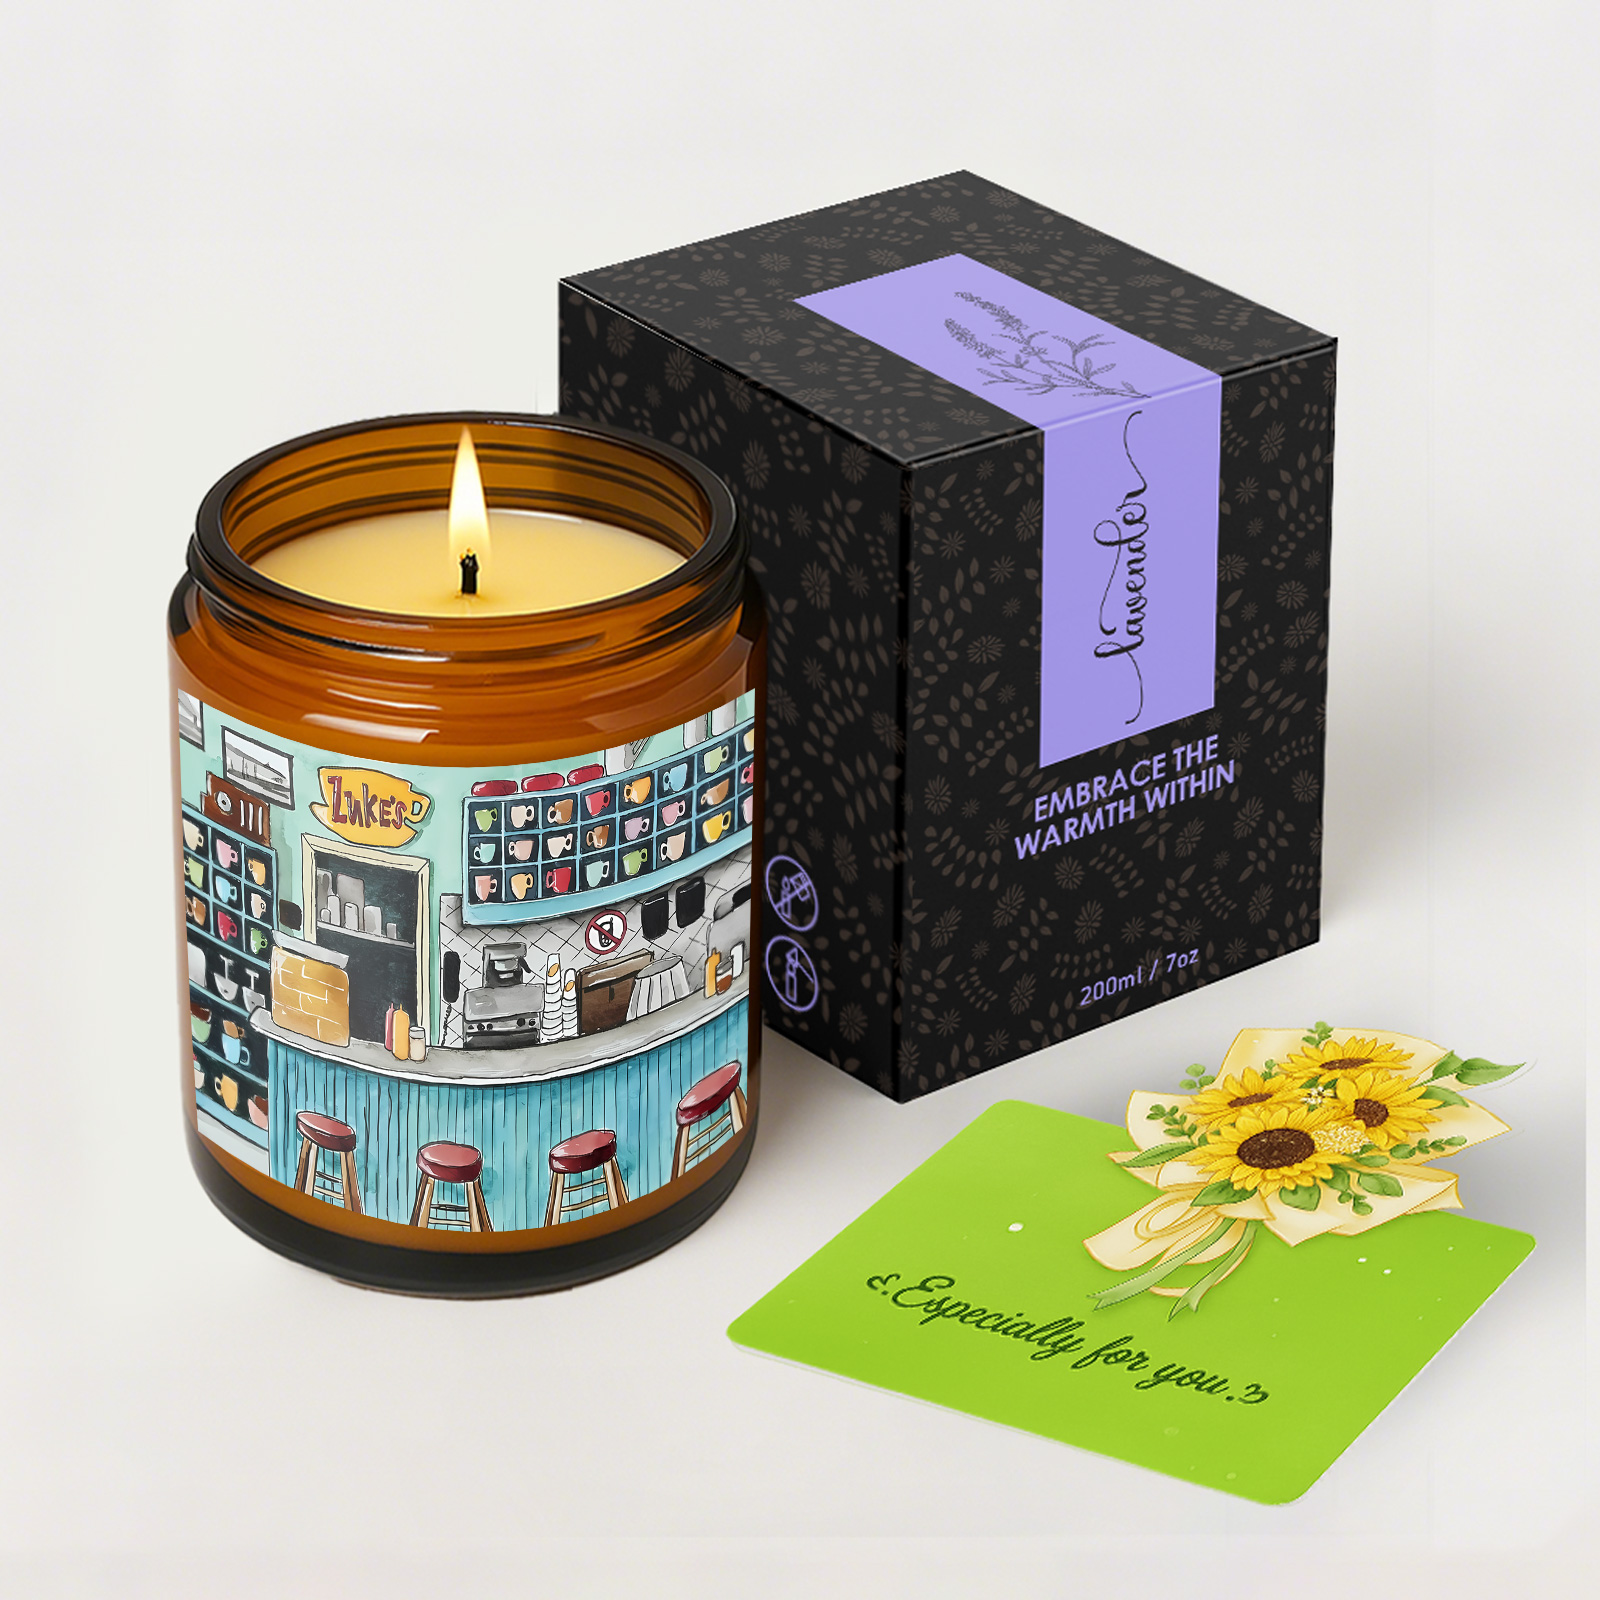 LUKE'S
lavender
EMBRACE THE
WARMTH WITHIN
200ml / 7oz
Especially for you.